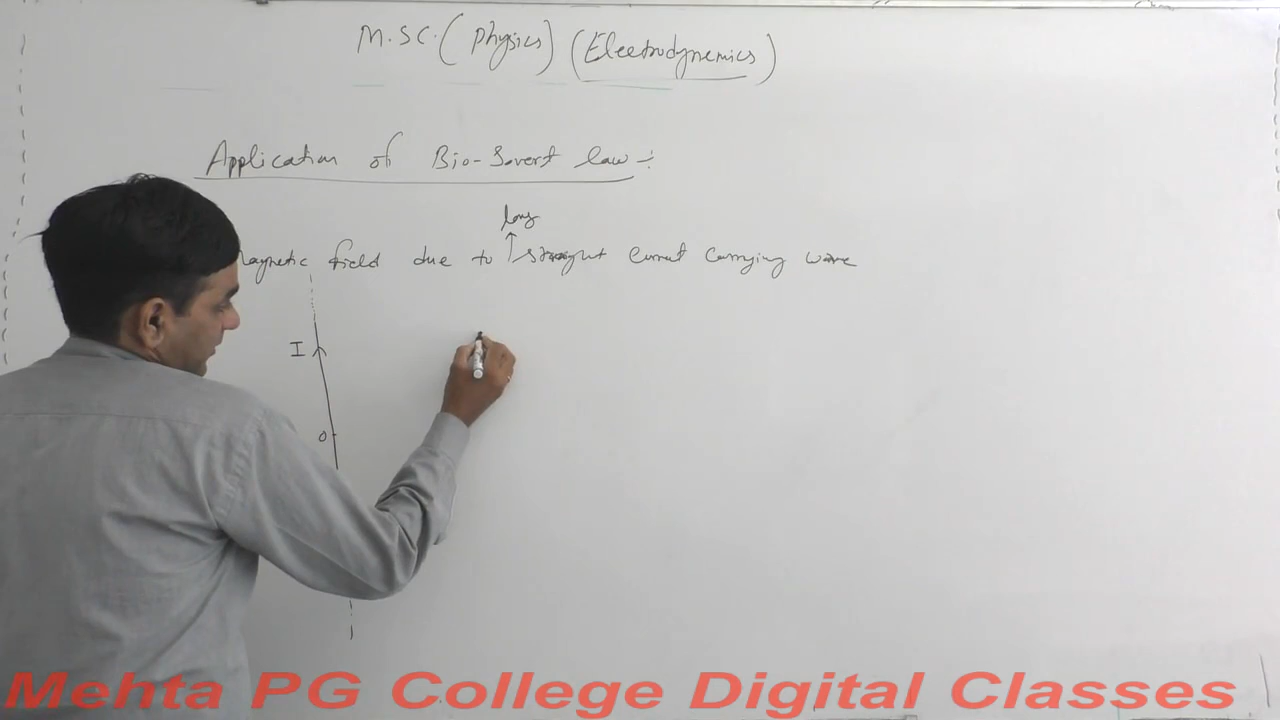 M.SC. (Physics) (Electrodynemics)
Application of Bio-Savert law :-
long
Magnetic field due to straight current carrying wire
I
O
Mehta PG College Digital Classes